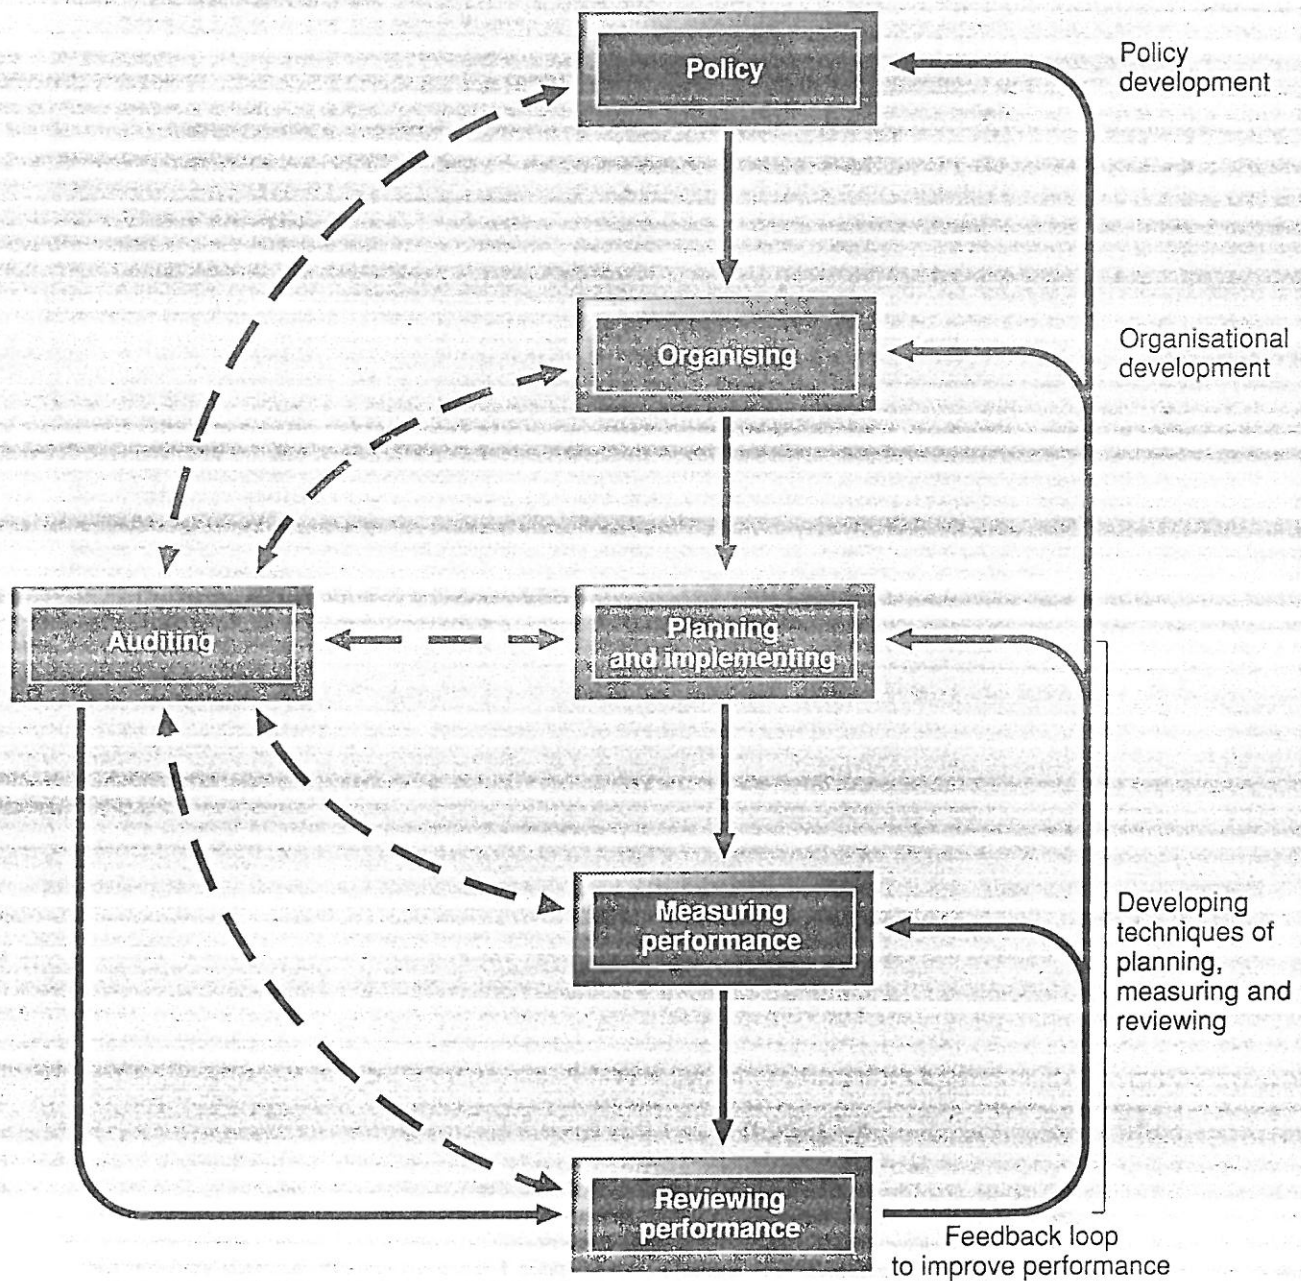 Policy
Policy
development
Organising
Organisational
development
Auditing
Planning
and implementing
Measuring
performance
Developing
techniques of
planning,
measuring and
reviewing
Reviewing
performance
Feedback loop
to improve performance